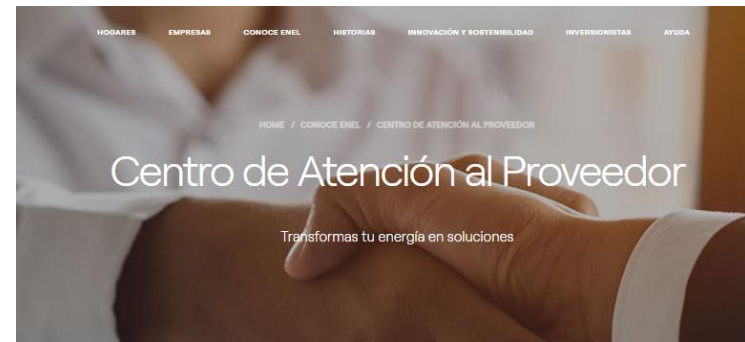 HOGARES EMPRESAS CONOCE ENEL HISTORIAS INNOVACIÓN Y SOSTENIBILIDAD INVERSIONISTAS AYUDA
HOME / CONOCE ENEL / CENTRO DE ATENCIÓN AL PROVEEDOR
Centro de Atención al Proveedor
Transformas tu energía en soluciones